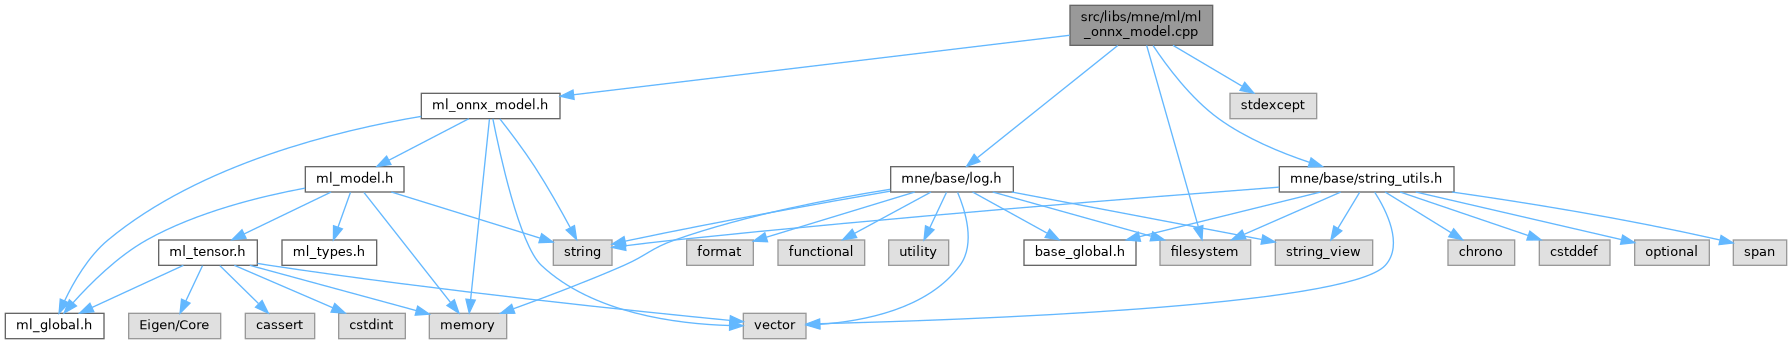 src/libs/mne/ml/ml
_onnx_model.cpp
ml_onnx_model.h
stdexcept
ml_model.h
mne/base/log.h
mne/base/string_utils.h
ml_tensor.h
ml_types.h
string
format
functional
utility
base_global.h
filesystem
string_view
chrono
cstddef
optional
span
ml_global.h
Eigen/Core
cassert
cstdint
memory
vector